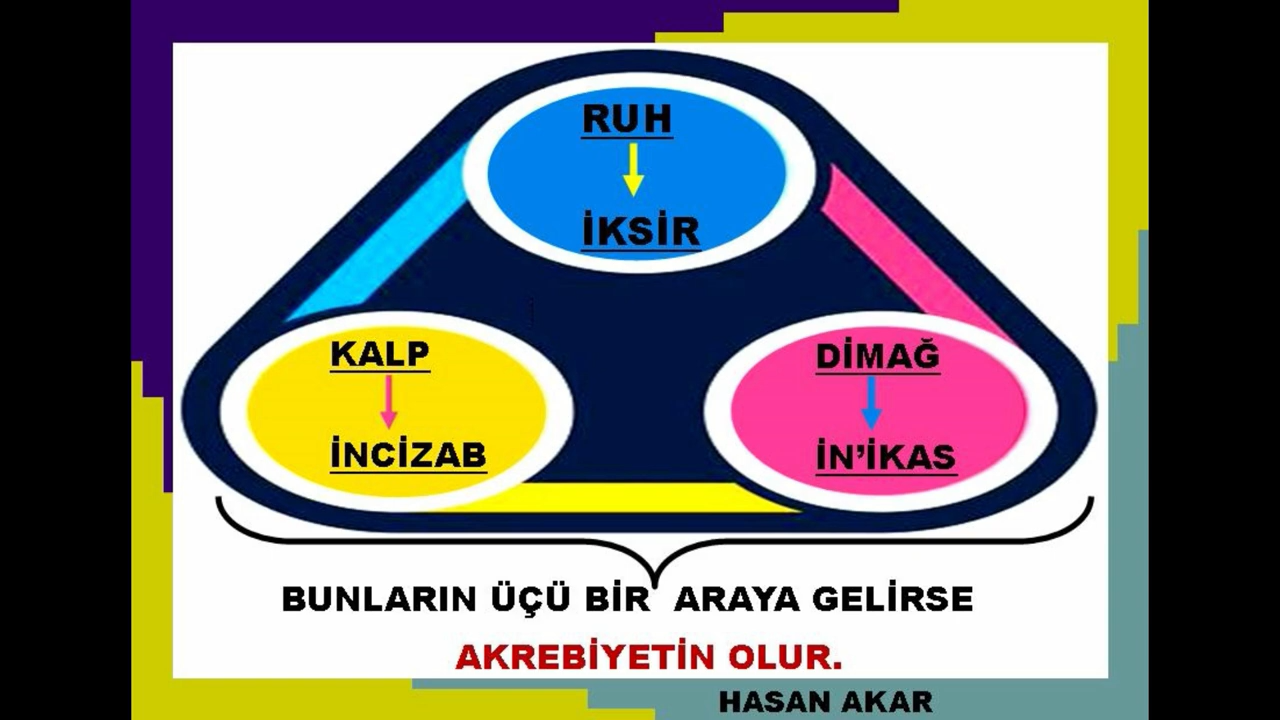 RUH
İKSİR
KALP
İNCİZAB
DİMAĞ
İN’İKAS
BUNLARIN ÜÇÜ BİR ARAYA GELİRSE
AKREBİYETİN OLUR.
HASAN AKAR